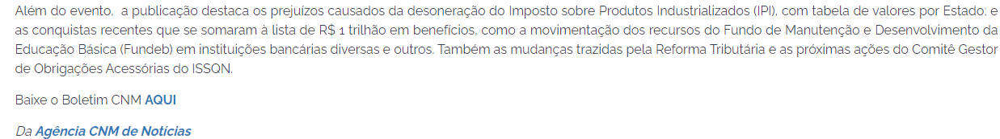 Além do evento,  a publicação destaca os prejuízos causados da desoneração do Imposto sobre Produtos Industrializados (IPI), com tabela de valores por Estado; e
as conquistas recentes que se somaram à lista de R$ 1 trilhão em benefícios, como a movimentação dos recursos do Fundo de Manutenção e Desenvolvimento da
Educação Básica (Fundeb) em instituições bancárias diversas e outros. Também as mudanças trazidas pela Reforma Tributária e as próximas ações do Comitê Gestor
de Obrigações Acessórias do ISSQN.
Baixe o Boletim CNM AQUI
Da Agência CNM de Notícias